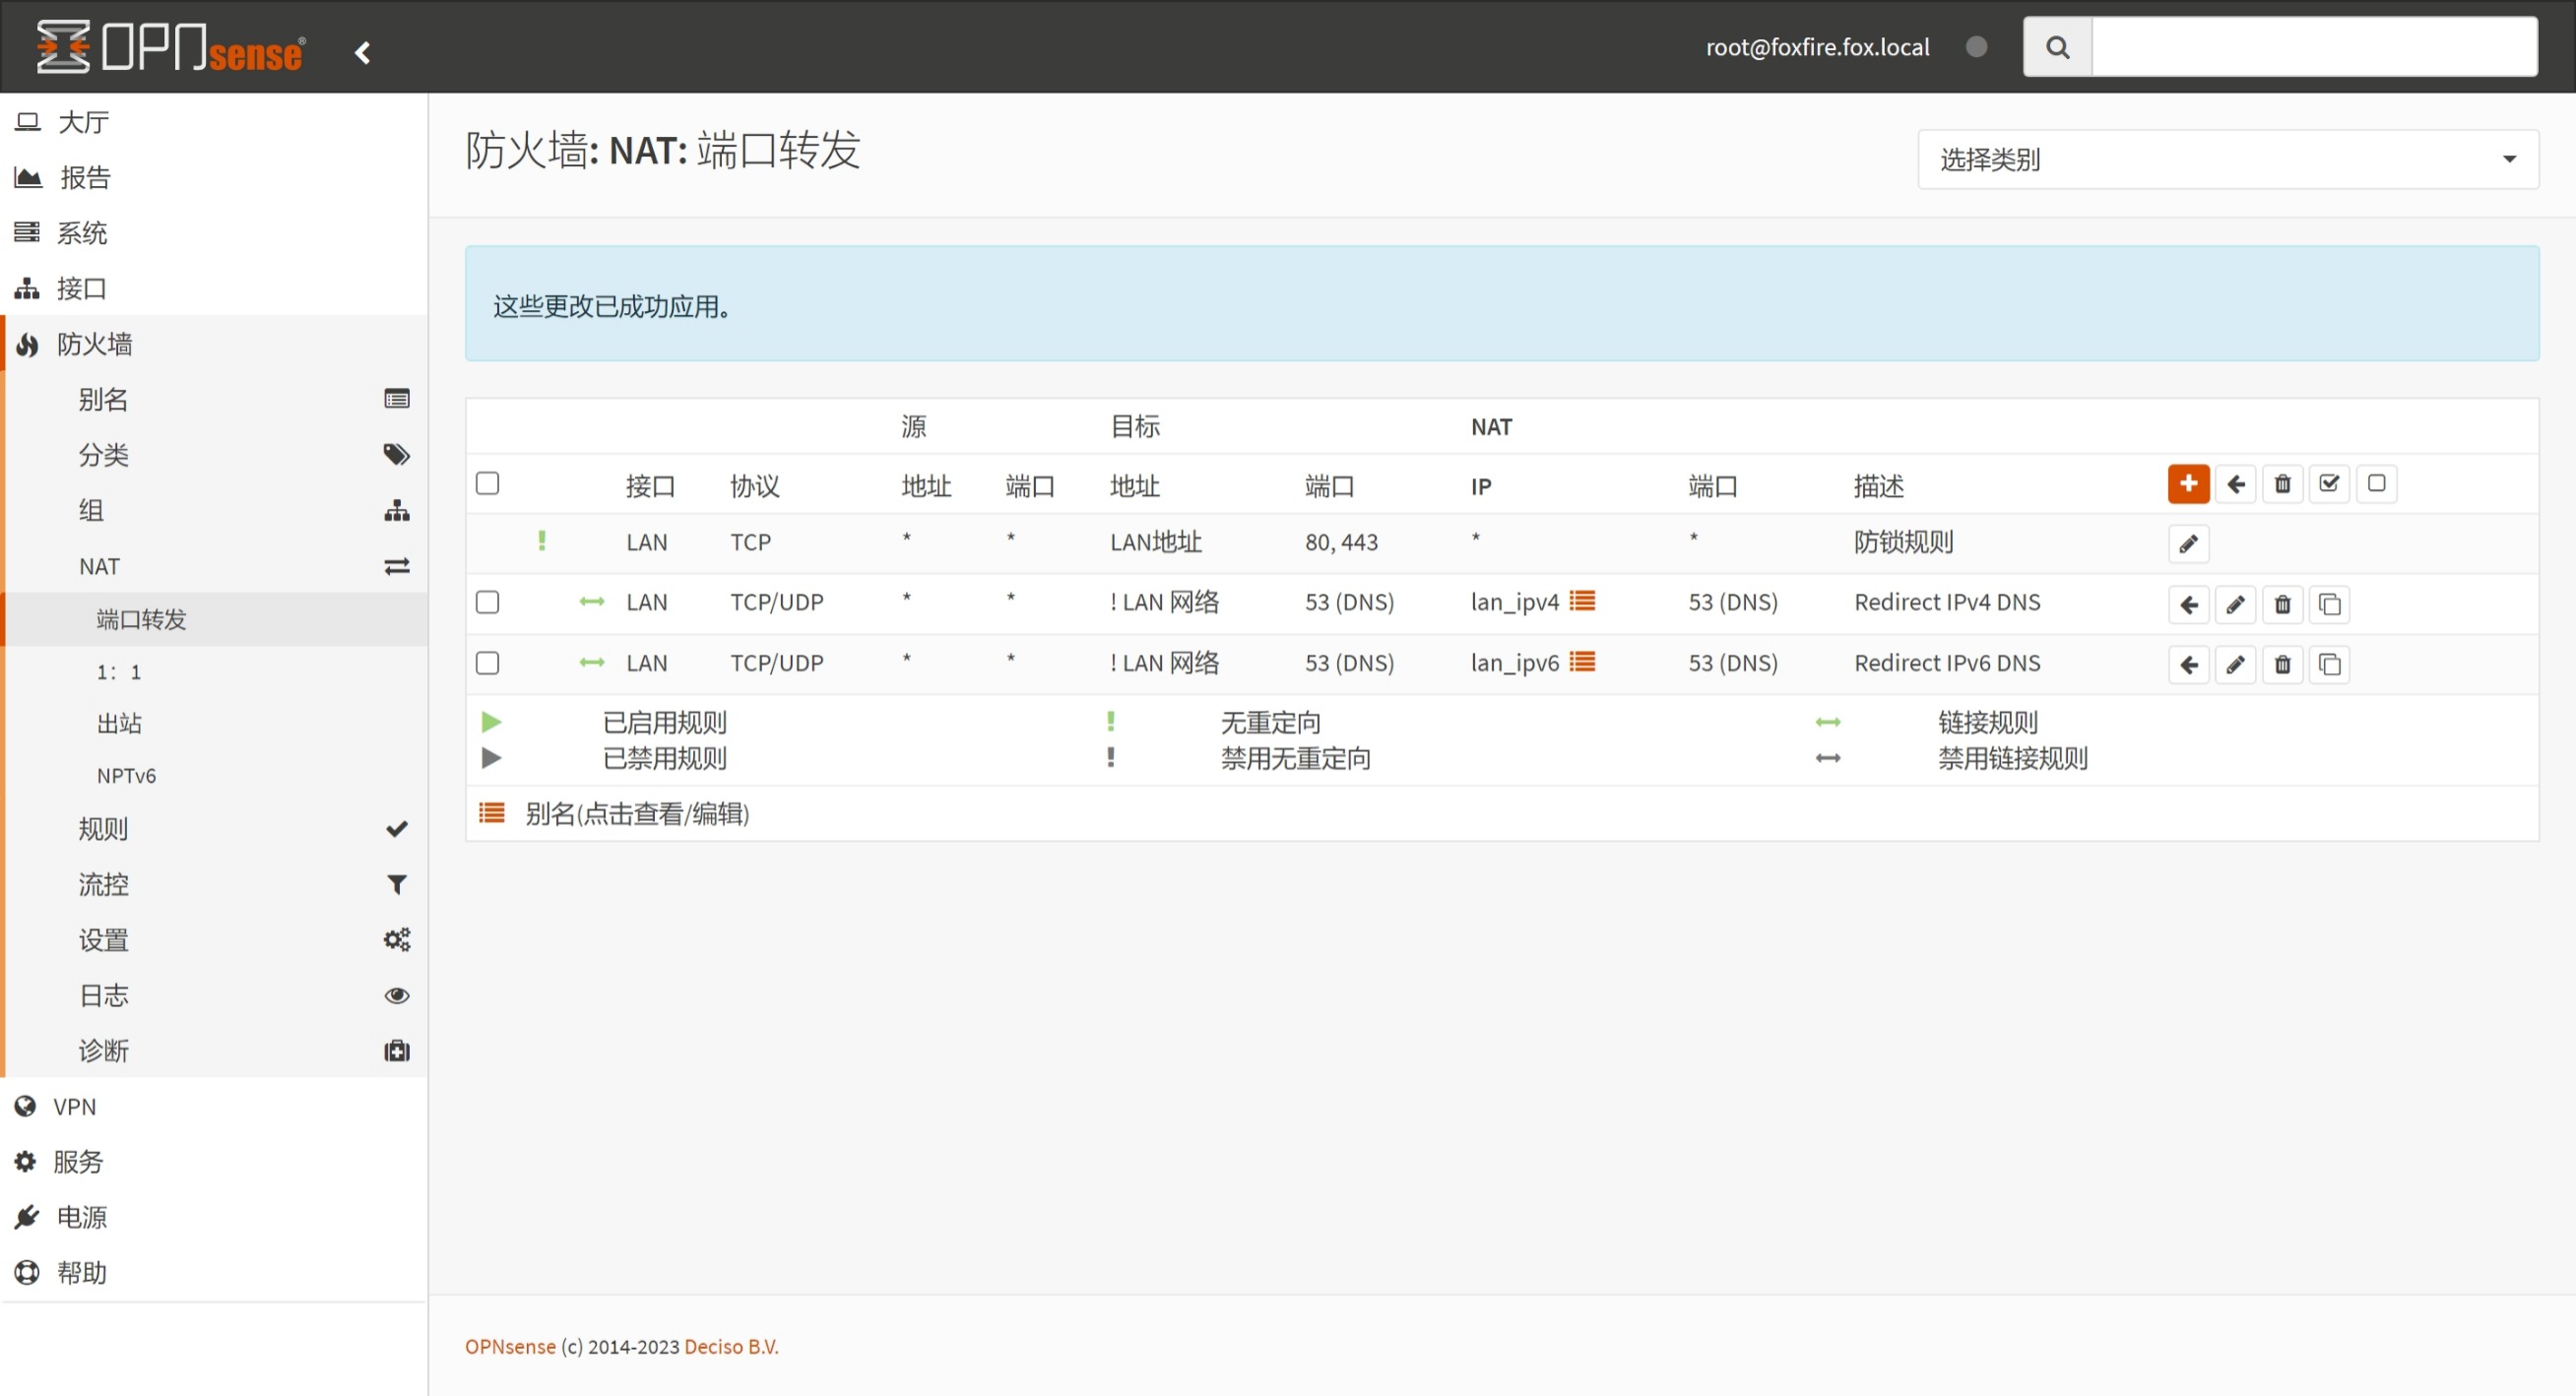 OPNsense®
root@foxfire.fox.local
大厅
报告
系统
接口
防火墙
别名
分类
组
NAT
端口转发
1： 1
出站
NPTv6
规则
流控
设置
日志
诊断
VPN
服务
电源
帮助
防火墙: NAT: 端口转发
选择类别
这些更改已成功应用。
源 目标 NAT
接口 协议 地址 端口 地址 端口 IP 端口 描述
LAN TCP * * LAN地址 80, 443 * * 防锁规则
LAN TCP/UDP * * ! LAN 网络 53 (DNS) lan_ipv4 53 (DNS) Redirect IPv4 DNS
LAN TCP/UDP * * ! LAN 网络 53 (DNS) lan_ipv6 53 (DNS) Redirect IPv6 DNS
已启用规则 无重定向 链接规则
已禁用规则 禁用无重定向 禁用链接规则
别名(点击查看/编辑)
OPNsense (c) 2014-2023 Deciso B.V.